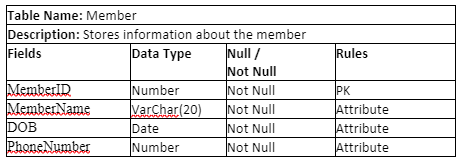 Table Name: Member
Description: Stores information about the member
Fields Data Type Null / Not Null Rules
MemberID Number Not Null PK
MemberName VarChar(20) Not Null Attribute
DOB Date Not Null Attribute
PhoneNumber Number Not Null Attribute